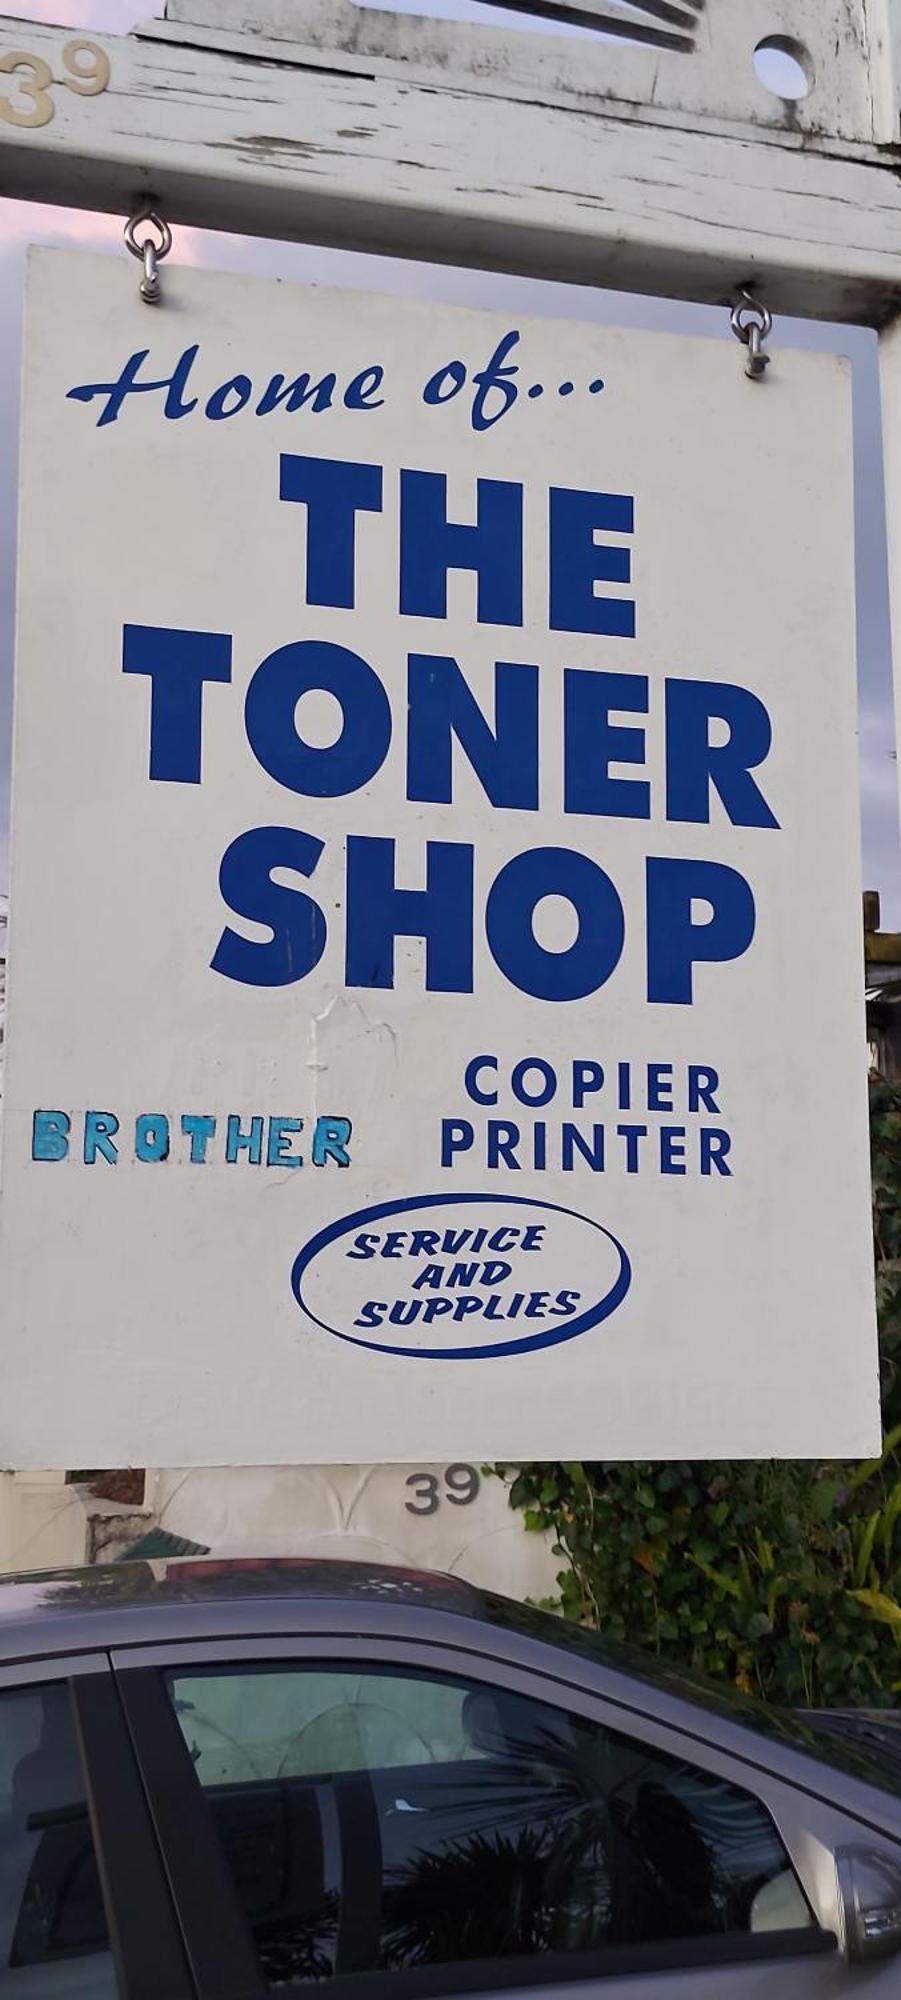 39
Home of...
THE
TONER
SHOP
COPIER
BROTHER PRINTER
SERVICE
AND
SUPPLIES
39